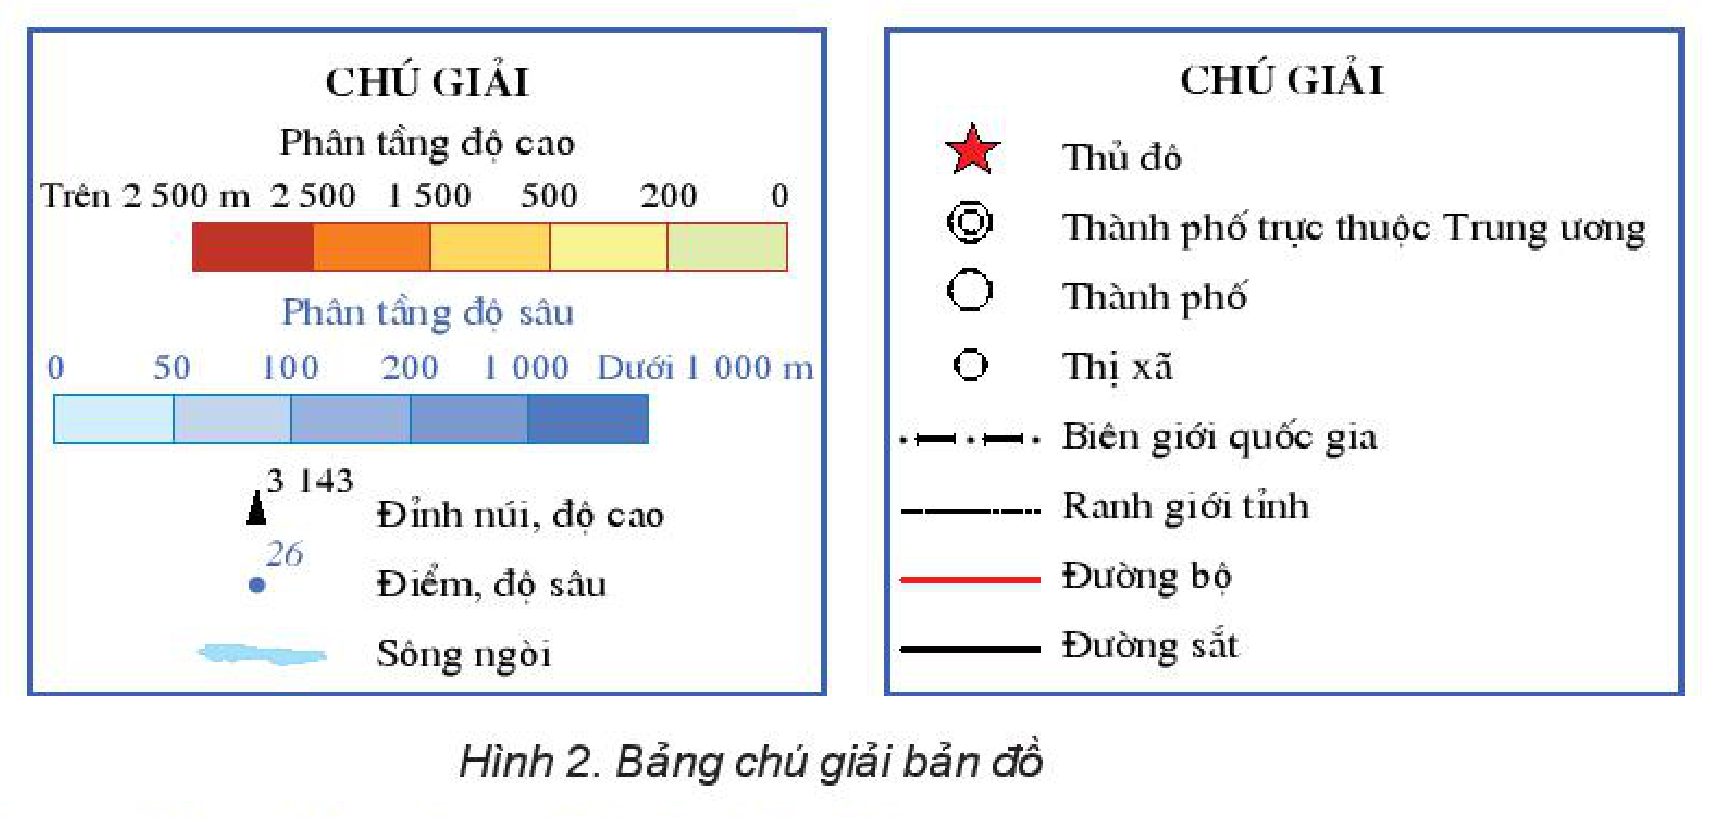 CHÚ GIẢI
Phân tầng độ cao
Trên 2 500 m 2 500 1 500 500 200 0
Phân tầng độ sâu
0 50 100 200 1 000 Dưới 1 000 m
3 143
Đỉnh núi, độ cao
26
Điểm, độ sâu
Sông ngòi
CHÚ GIẢI
Thủ đô
Thành phố trực thuộc Trung ương
Thành phố
Thị xã
Biên giới quốc gia
Ranh giới tỉnh
Đường bộ
Đường sắt
Hình 2. Bảng chú giải bản đồ